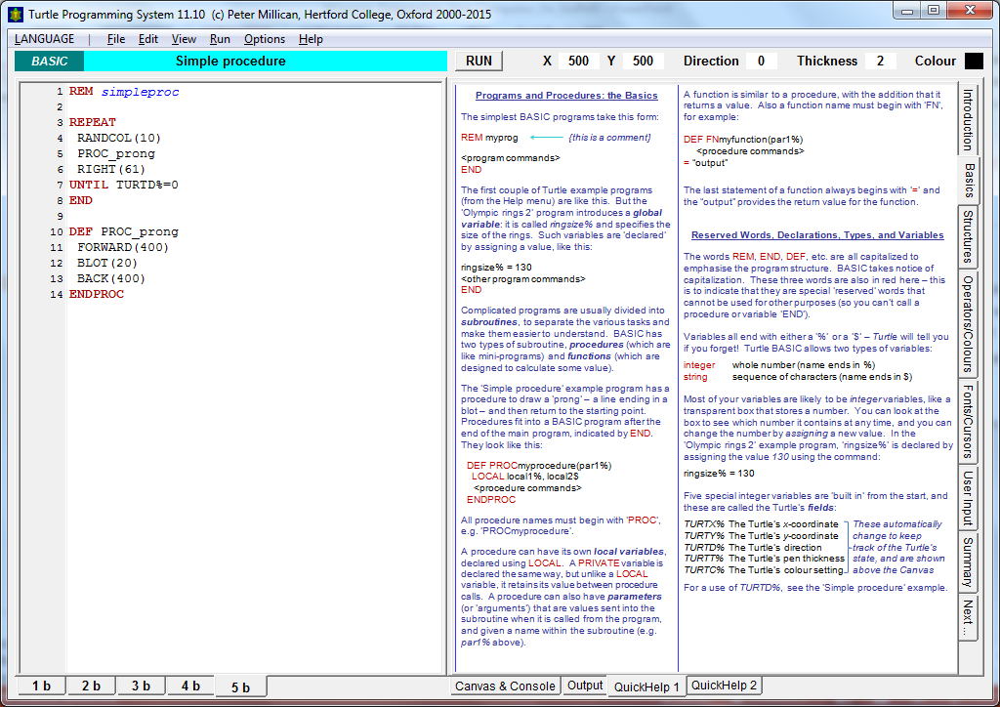 Turtle Programming System 11.10  (c) Peter Millican, Hertford College, Oxford 2000-2015
LANGUAGE | File Edit View Run Options Help
BASIC Simple procedure RUN X 500 Y 500 Direction 0 Thickness 2 Colour
1 REM simpleproc
2
3 REPEAT
4  RANDCOL(10)
5  PROC_prong
6  RIGHT(61)
7 UNTIL TURTD%=0
8 END
9
10 DEF PROC_prong
11  FORWARD(400)
12  BLOT(20)
13  BACK(400)
14 ENDPROC
Programs and Procedures: the Basics
The simplest BASIC programs take this form:
REM myprog {this is a comment}
<program commands>
END
The first couple of Turtle example programs
(from the Help menu) are like this.  But the
'Olympic rings 2' program introduces a global
variable: it is called ringsize% and specifies the
size of the rings.  Such variables are 'declared'
by assigning a value, like this:
ringsize% = 130
<other program commands>
END
Complicated programs are usually divided into
subroutines, to separate the various tasks and
make them easier to understand.  BASIC has
two types of subroutine, procedures (which are
like mini-programs) and functions (which are
designed to calculate some value).
The 'Simple procedure' example program has a
procedure to draw a 'prong' – a line ending in a
blot – and then return to the starting point.
Procedures fit into a BASIC program after the
end of the main program, indicated by END.
They look like this:
DEF PROCmyprocedure(par1%)
LOCAL local1%, local2$
<procedure commands>
ENDPROC
All procedure names must begin with 'PROC',
e.g. 'PROCmyprocedure'.
A procedure can have its own local variables,
declared using LOCAL.  A PRIVATE variable is
declared the same way, but unlike a LOCAL
variable, it retains its value between procedure
calls.  A procedure can also have parameters
(or 'arguments') that are values sent into the
subroutine when it is called from the program,
and given a name within the subroutine (e.g.
par1% above).
A function is similar to a procedure, with the addition that it
returns a value.  Also a function name must begin with 'FN',
for example:
DEF FNmyfunction(par1%)
<procedure commands>
= "output"
The last statement of a function always begins with '=' and
the "output" provides the return value for the function.
Reserved Words, Declarations, Types, and Variables
The words REM, END, DEF, etc. are all capitalized to
emphasise the program structure.  BASIC takes notice of
capitalization.  These three words are also in red here – this
is to indicate that they are special 'reserved' words that
cannot be used for other purposes (so you can't call a
procedure or variable 'END').
Variables all end with either a '%' or a '$' – Turtle will tell you
if you forget!  Turtle BASIC allows two types of variables:
integer whole number (name ends in %)
string sequence of characters (name ends in $)
Most of your variables are likely to be integer variables, like a
transparent box that stores a number.  You can look at the
box to see which number it contains at any time, and you can
change the number by assigning a new value.  In the
'Olympic rings 2' example program, 'ringsize%' is declared by
assigning the value 130 using the command:
ringsize% = 130
Five special integer variables are 'built in' from the start, and
these are called the Turtle's fields:
TURTX% The Turtle's x-coordinate These automatically
TURTY% The Turtle's y-coordinate change to keep
TURTD% The Turtle's direction track of the Turtle's
TURTT% The Turtle's pen thickness state, and are shown
TURTC% The Turtle's colour setting above the Canvas
For a use of TURTD%, see the 'Simple procedure' example.
Introduction
Basics
Structures
Operators/Colours
Fonts/Cursors
User Input
Summary
Next ...
1 b 2 b 3 b 4 b 5 b Canvas & Console Output QuickHelp 1 QuickHelp 2